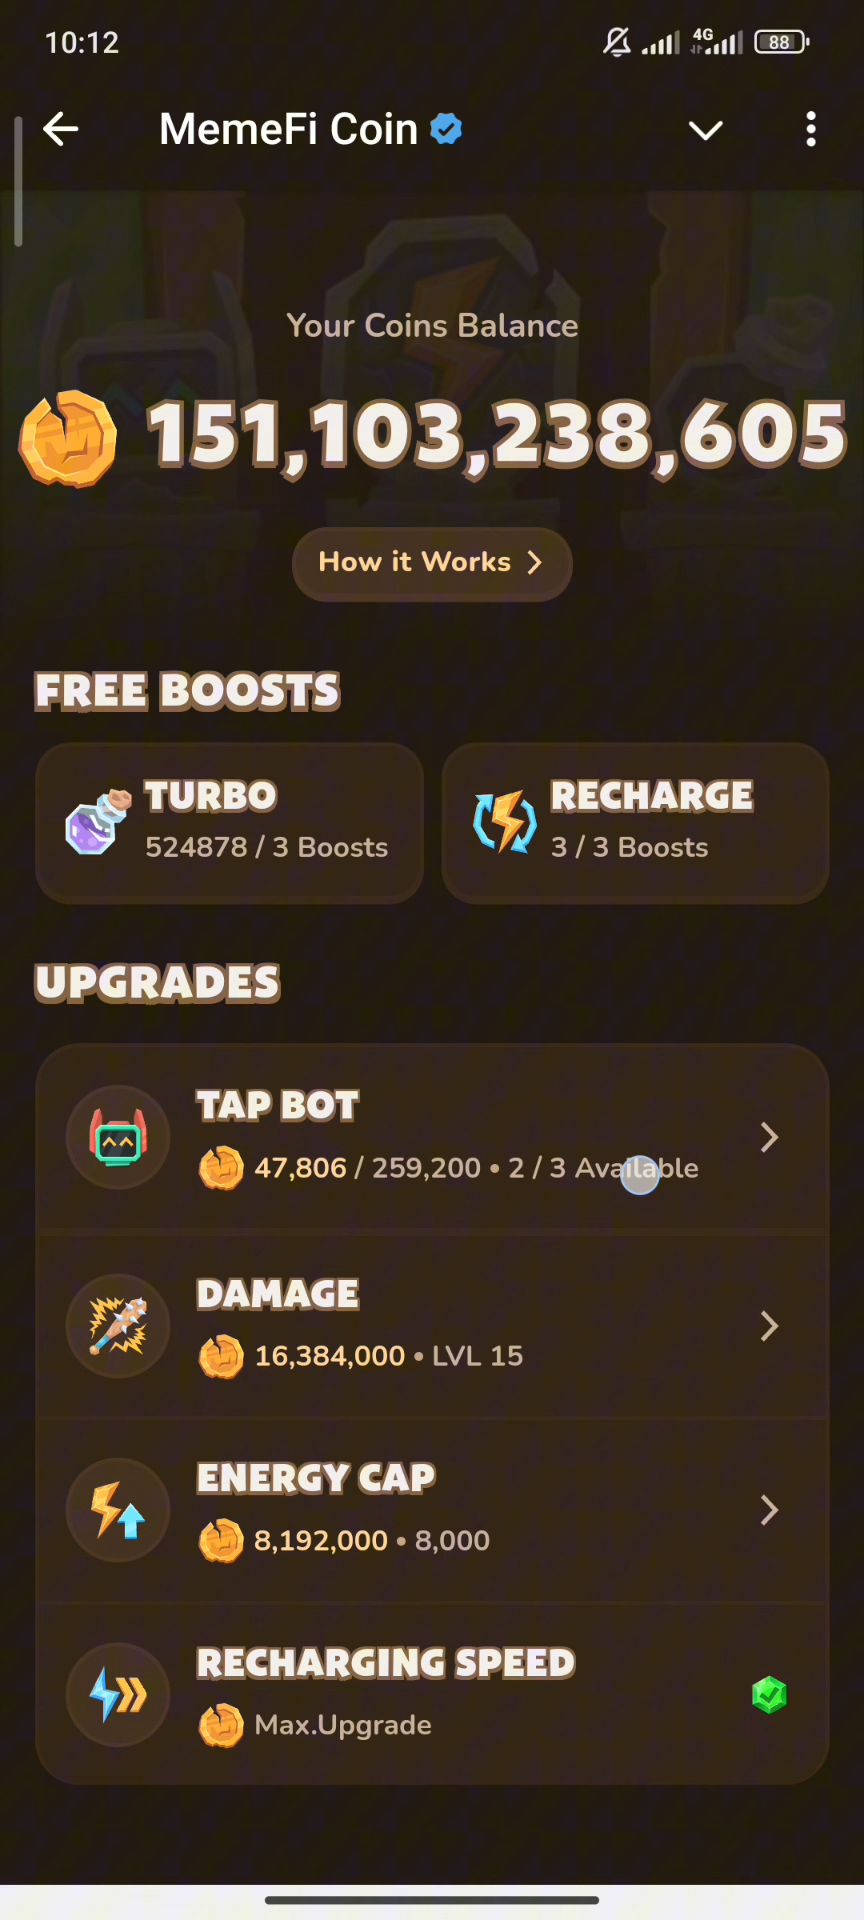 10:12
4G
88
MemeFi Coin
Your Coins Balance
151,103,238,605
How it Works
FREE BOOSTS
TURBO
524878 / 3 Boosts
RECHARGE
3 / 3 Boosts
UPGRADES
TAP BOT
47,806 / 259,200 • 2 / 3 Available
DAMAGE
16,384,000 • LVL 15
ENERGY CAP
8,192,000 • 8,000
RECHARGING SPEED
Max.Upgrade